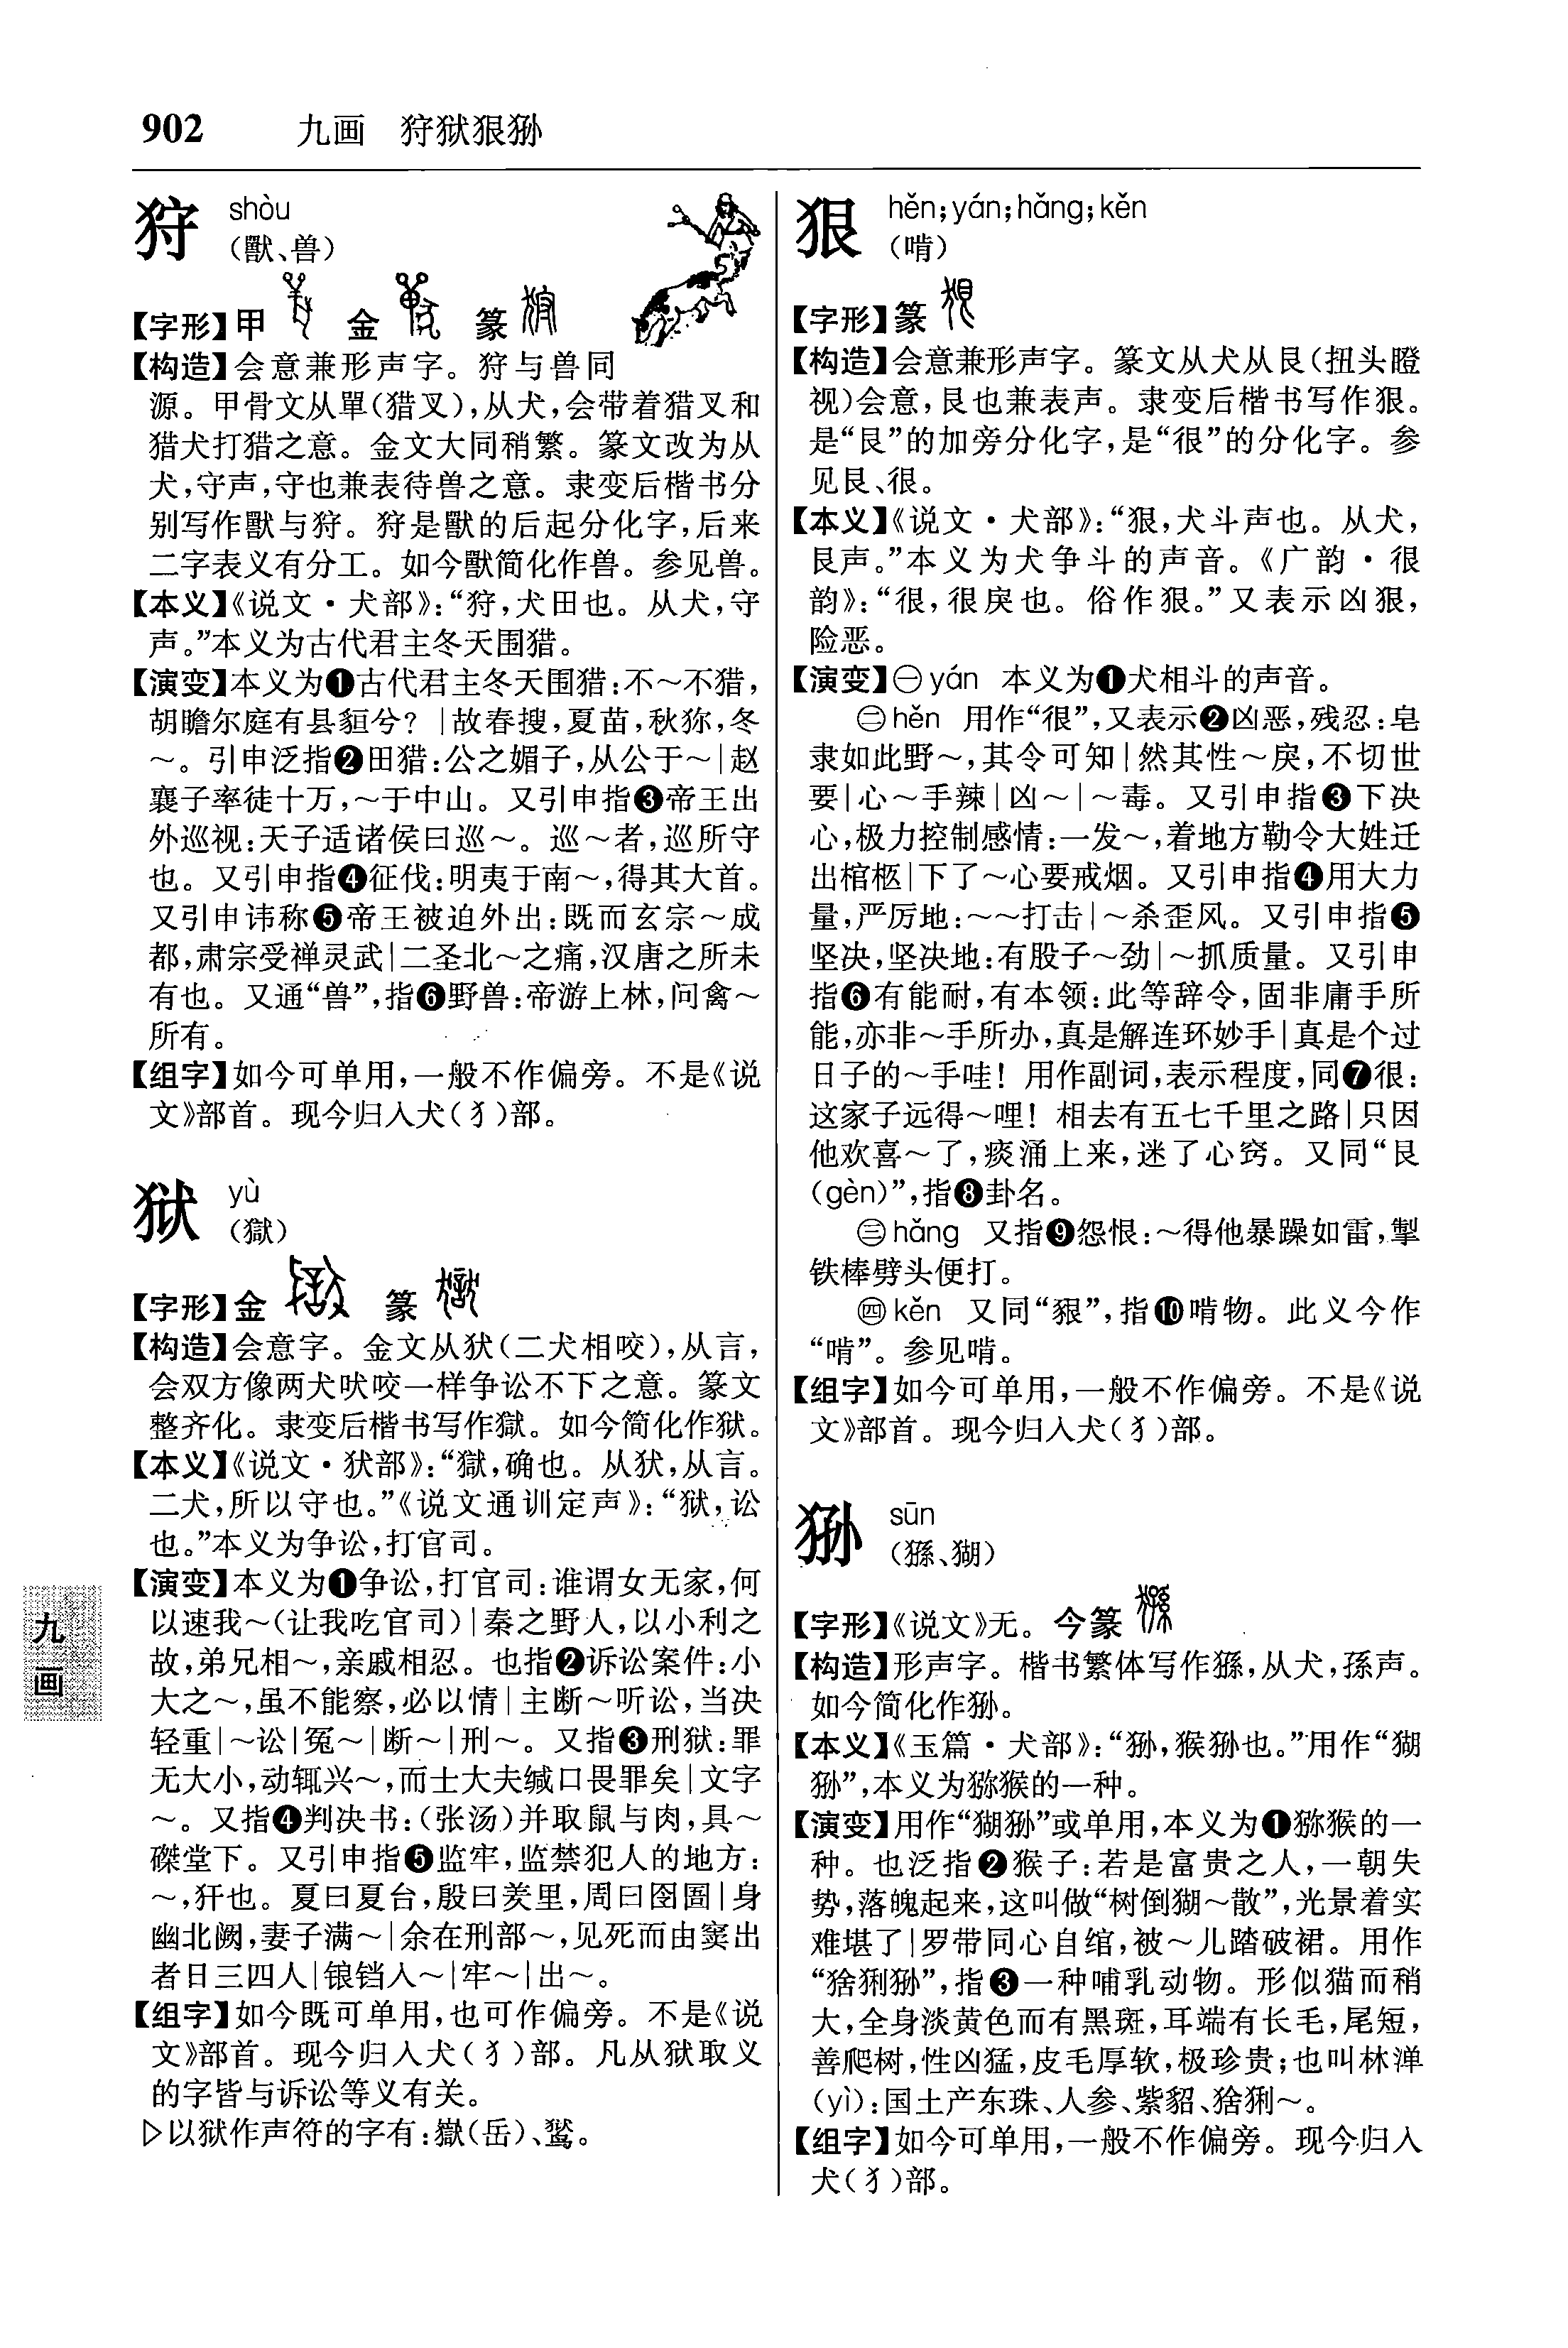 902 九画 狩狱狠狲
狩 shòu
（獸、兽）
【字形】甲 金 篆
【构造】会意兼形声字。狩与兽同
源。甲骨文从單（猎叉），从犬，会带着猎叉和
猎犬打猎之意。金文大同稍繁。篆文改为从
犬，守声，守也兼表待兽之意。隶变后楷书分
别写作獸与狩。狩是獸的后起分化字，后来
二字表义有分工。如今獸简化作兽。参见兽。
【本义】《说文·犬部》：“狩，犬田也。从犬，守
声。”本义为古代君主冬天围猎。
【演变】本义为❶古代君主冬天围猎：不～不猎，
胡瞻尔庭有县貆兮？｜故春搜，夏苗，秋狝，冬
～。引申泛指❷田猎：公之媚子，从公于～｜赵
襄子率徒十万，～于中山。又引申指❸帝王出
外巡视：天子适诸侯曰巡～。巡～者，巡所守
也。又引申指❹征伐：明夷于南～，得其大首。
又引申讳称❺帝王被迫外出：既而玄宗～成
都，肃宗受禅灵武｜二圣北～之痛，汉唐之所未
有也。又通“兽”，指❻野兽：帝游上林，问禽～
所有。
【组字】如今可单用，一般不作偏旁。不是《说
文》部首。现今归入犬（犭）部。
狱 yù
（獄）
【字形】金 篆
【构造】会意字。金文从㹜（二犬相咬），从言，
会双方像两犬吠咬一样争讼不下之意。篆文
整齐化。隶变后楷书写作獄。如今简化作狱。
【本义】《说文·㹜部》：“獄，确也。从㹜，从言。
二犬，所以守也。”《说文通训定声》：“狱，讼
也。”本义为争讼，打官司。
【演变】本义为❶争讼，打官司：谁谓女无家，何
以速我～（让我吃官司）｜秦之野人，以小利之
故，弟兄相～，亲戚相忍。也指❷诉讼案件：小
大之～，虽不能察，必以情｜主断～听讼，当决
轻重｜～讼｜冤～｜断～｜刑～。又指❸刑狱：罪
无大小，动辄兴～，而士大夫缄口畏罪矣｜文字
～。又指❹判决书：（张汤）并取鼠与肉，具～
磔堂下。又引申指❺监牢，监禁犯人的地方：
～，犴也。夏曰夏台，殷曰羑里，周曰囹圄｜身
幽北阙，妻子满～｜余在刑部～，见死而由窦出
者日三四人｜锒铛入～｜牢～｜出～。
【组字】如今既可单用，也可作偏旁。不是《说
文》部首。现今归入犬（犭）部。凡从狱取义
的字皆与诉讼等义有关。
▷以狱作声符的字有：嶽（岳）、鸑。
狠 hěn；yán；hǎng；kěn
（啃）
【字形】篆
【构造】会意兼形声字。篆文从犬从艮（扭头瞪
视）会意，艮也兼表声。隶变后楷书写作狠。
是“艮”的加旁分化字，是“很”的分化字。参
见艮、很。
【本义】《说文·犬部》：“狠，犬斗声也。从犬，
艮声。”本义为犬争斗的声音。《广韵·很
韵》：“很，很戾也。俗作狠。”又表示凶狠，
险恶。
【演变】㊀yán 本义为❶犬相斗的声音。
㊁hěn 用作“很”，又表示❷凶恶，残忍：皂
隶如此野～，其令可知｜然其性～戾，不切世
要｜心～手辣｜凶～｜～毒。又引申指❸下决
心，极力控制感情：一发～，着地方勒令大姓迁
出棺柩｜下了～心要戒烟。又引申指❹用大力
量，严厉地：～～打击｜～杀歪风。又引申指❺
坚决，坚决地：有股子～劲｜～抓质量。又引申
指❻有能耐，有本领：此等辞令，固非庸手所
能，亦非～手所办，真是解连环妙手｜真是个过
日子的～手哇！用作副词，表示程度，同❼很：
这家子远得～哩！相去有五七千里之路｜只因
他欢喜～了，痰涌上来，迷了心窍。又同“艮
（gèn）”，指❽卦名。
㊂hǎng 又指❾怨恨：～得他暴躁如雷，掣
铁棒劈头便打。
㊃kěn 又同“豤”，指❿啃物。此义今作
“啃”。参见啃。
【组字】如今可单用，一般不作偏旁。不是《说
文》部首。现今归入犬（犭）部。
狲 sūn
（猻、猢）
【字形】《说文》无。今篆
【构造】形声字。楷书繁体写作猻，从犬，孫声。
如今简化作狲。
【本义】《玉篇·犬部》：“狲，猴狲也。”用作“猢
狲”，本义为猕猴的一种。
【演变】用作“猢狲”或单用，本义为❶猕猴的一
种。也泛指❷猴子：若是富贵之人，一朝失
势，落魄起来，这叫做“树倒猢～散”，光景着实
难堪了｜罗带同心自绾，被～儿踏破裙。用作
“猞猁狲”，指❸一种哺乳动物。形似猫而稍
大，全身淡黄色而有黑斑，耳端有长毛，尾短，
善爬树，性凶猛，皮毛厚软，极珍贵；也叫林㴁
（yì）：国土产东珠、人参、紫貂、猞猁～。
【组字】如今可单用，一般不作偏旁。现今归入
犬（犭）部。
九
画